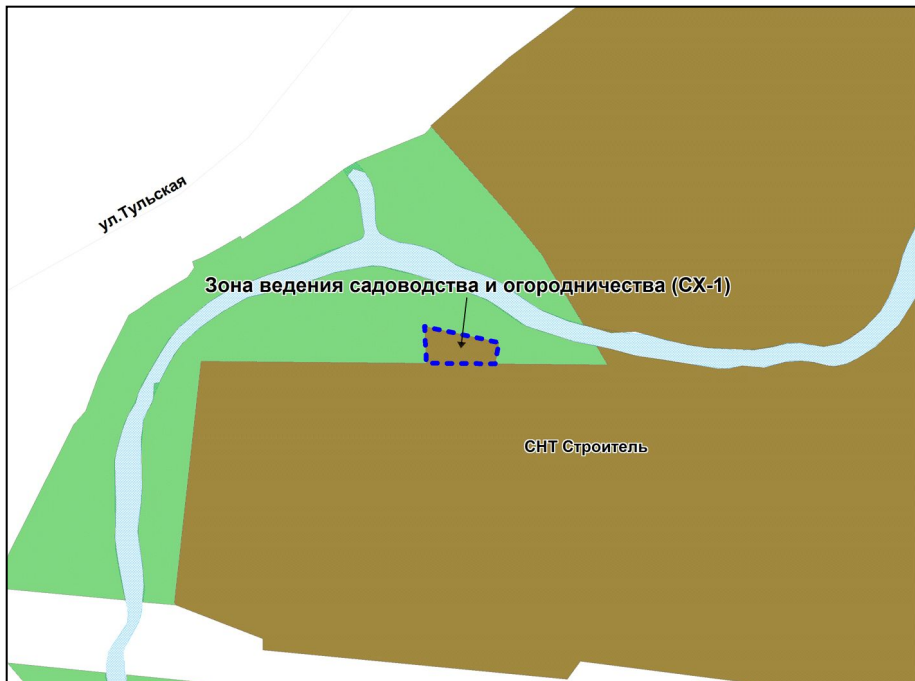 ул.Тульская
Зона ведения садоводства и огородничества (СХ-1)
СНТ Строитель